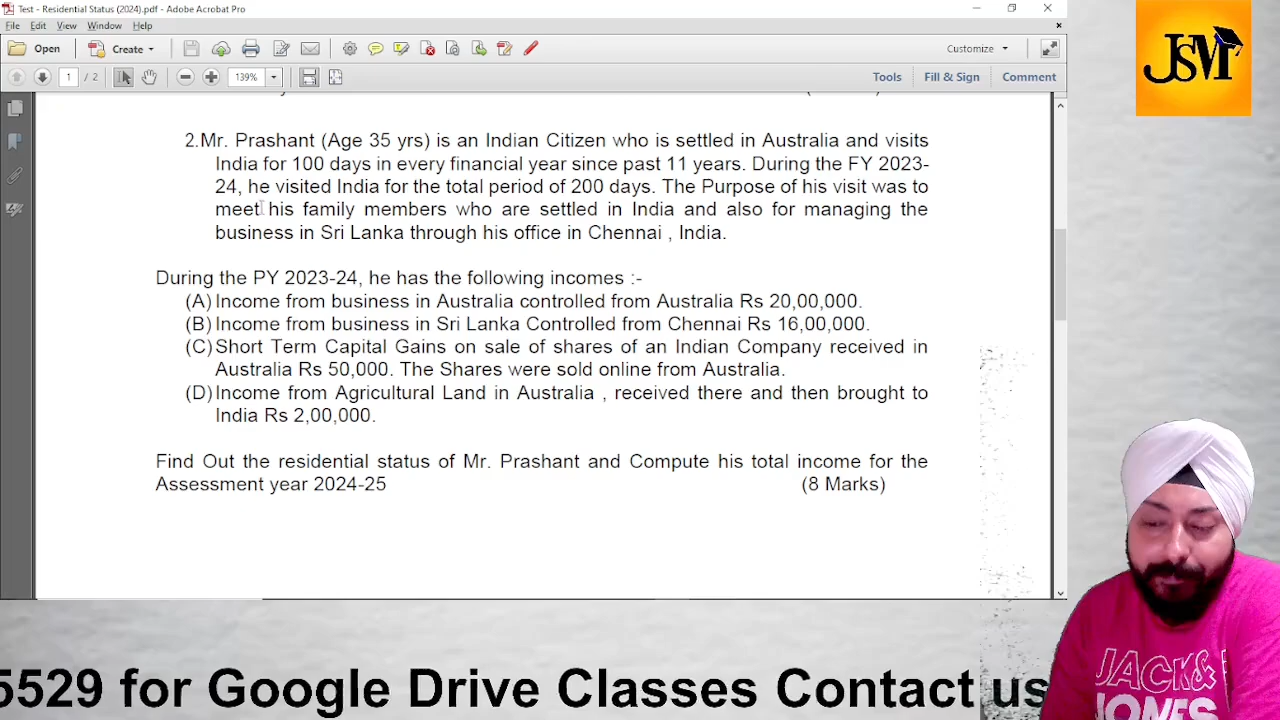 Test - Residential Status (2024).pdf - Adobe Acrobat Pro
File Edit View Window Help
Open Create Customize
1 / 2 139% Tools Fill & Sign Comment
2.Mr. Prashant (Age 35 yrs) is an Indian Citizen who is settled in Australia and visits
India for 100 days in every financial year since past 11 years. During the FY 2023-
24, he visited India for the total period of 200 days. The Purpose of his visit was to
meet his family members who are settled in India and also for managing the
business in Sri Lanka through his office in Chennai , India.
During the PY 2023-24, he has the following incomes :-
(A) Income from business in Australia controlled from Australia Rs 20,00,000.
(B) Income from business in Sri Lanka Controlled from Chennai Rs 16,00,000.
(C) Short Term Capital Gains on sale of shares of an Indian Company received in
Australia Rs 50,000. The Shares were sold online from Australia.
(D) Income from Agricultural Land in Australia , received there and then brought to
India Rs 2,00,000.
Find Out the residential status of Mr. Prashant and Compute his total income for the
Assessment year 2024-25 (8 Marks)
JSM
JACK&
JONES
5529 for Google Drive Classes Contact us